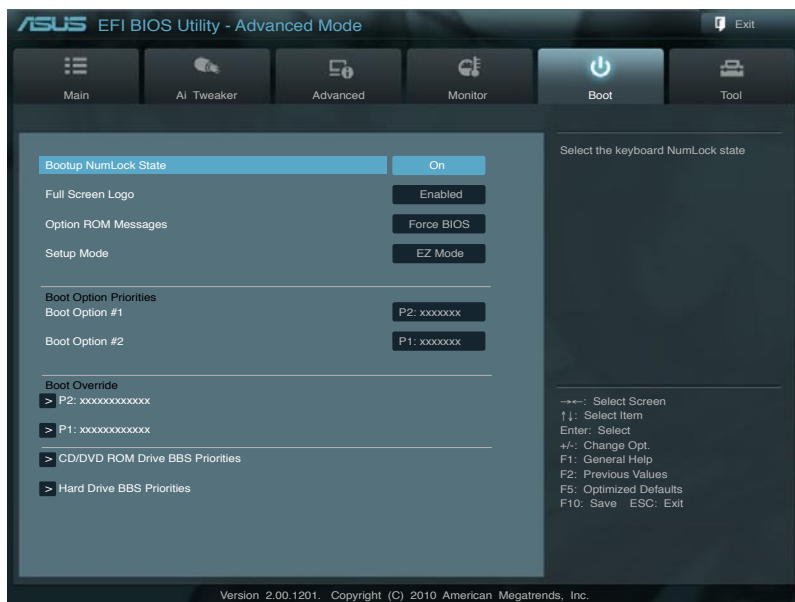 ASUS EFI BIOS Utility - Advanced Mode
Exit
Main Ai Tweaker Advanced Monitor Boot Tool
Bootup NumLock State On
Full Screen Logo Enabled
Option ROM Messages Force BIOS
Setup Mode EZ Mode
Boot Option Priorities
Boot Option #1 P2: xxxxxxx
Boot Option #2 P1: xxxxxxx
Boot Override
> P2: xxxxxxxxxxxx
> P1: xxxxxxxxxxxx
> CD/DVD ROM Drive BBS Priorities
> Hard Drive BBS Priorities
Select the keyboard NumLock state
→←: Select Screen
↑↓: Select Item
Enter: Select
+/-: Change Opt.
F1: General Help
F2: Previous Values
F5: Optimized Defaults
F10: Save ESC: Exit
Version 2.00.1201. Copyright (C) 2010 American Megatrends, Inc.